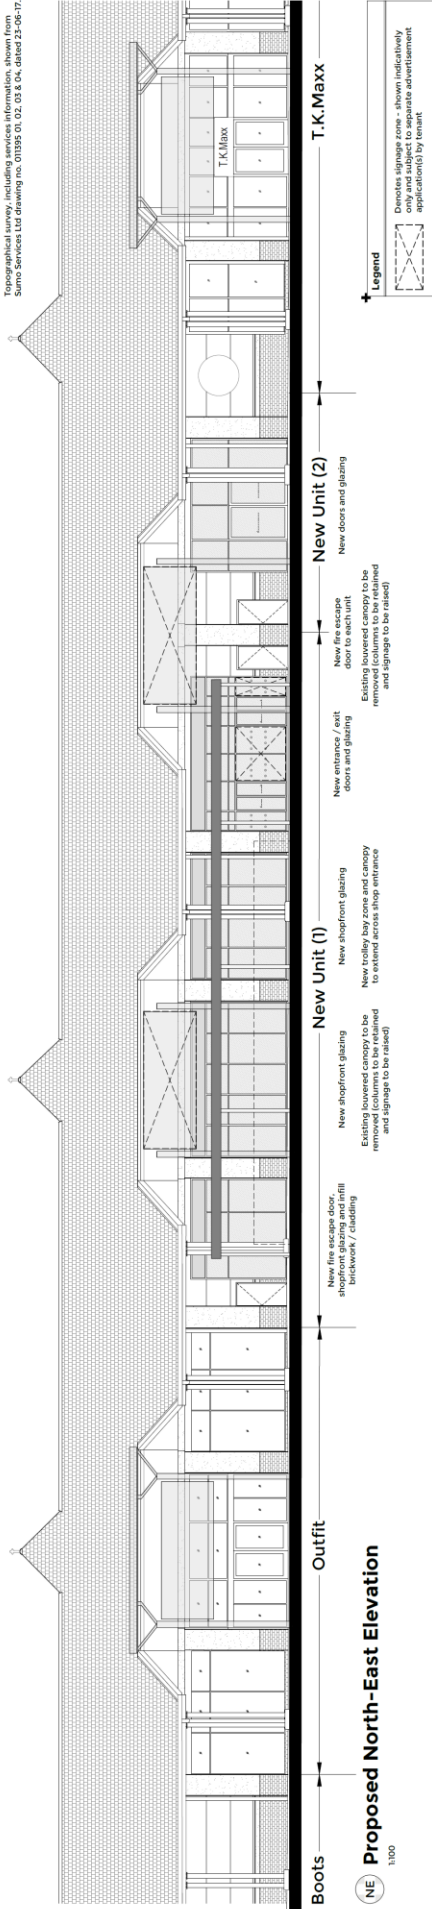 Topographical survey, including services information, shown from
Sumo Services Ltd drawing no. 011395 01, 02, 03 & 04, dated 23-06-17.
T.K.Maxx
Boots
Outfit
New Unit (1)
New Unit (2)
T.K.Maxx
New fire escape door,
shopfront glazing and infill
brickwork / cladding
New shopfront glazing
New shopfront glazing
New entrance / exit
doors and glazing
New fire escape
door to each unit
New doors and glazing
Existing louvered canopy to be
removed (columns to be retained
and signage to be raised)
New trolley bay zone and canopy
to extend across shop entrance
Existing louvered canopy to be
removed (columns to be retained
and signage to be raised)
Legend
Denotes signage zone - shown indicatively
only and subject to separate advertisement
application(s) by tenant
NE
Proposed North-East Elevation
1:100